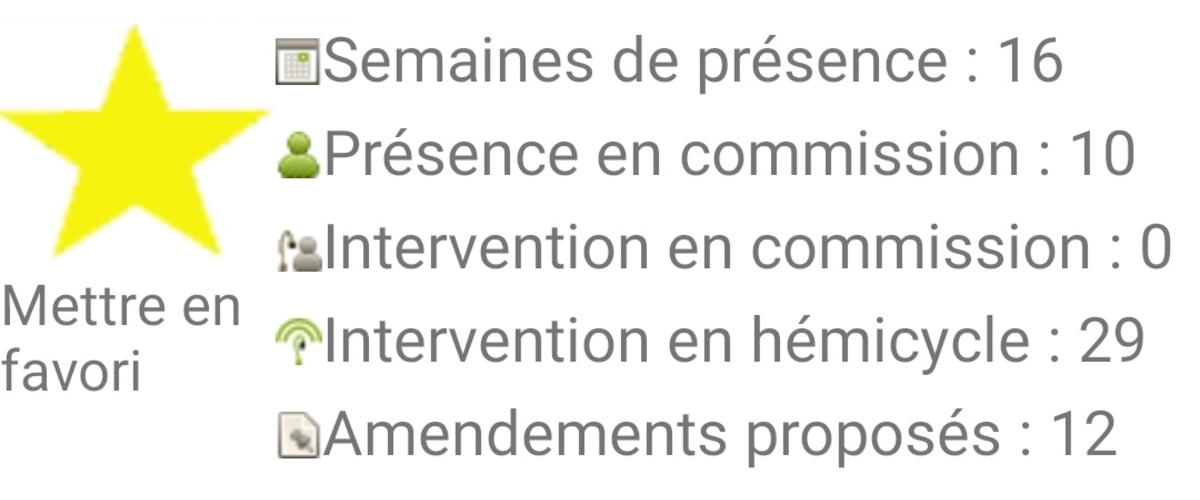 Semaines de présence : 16
Présence en commission : 10
Intervention en commission : 0
Intervention en hémicycle : 29
Amendements proposés : 12
Mettre en
favori